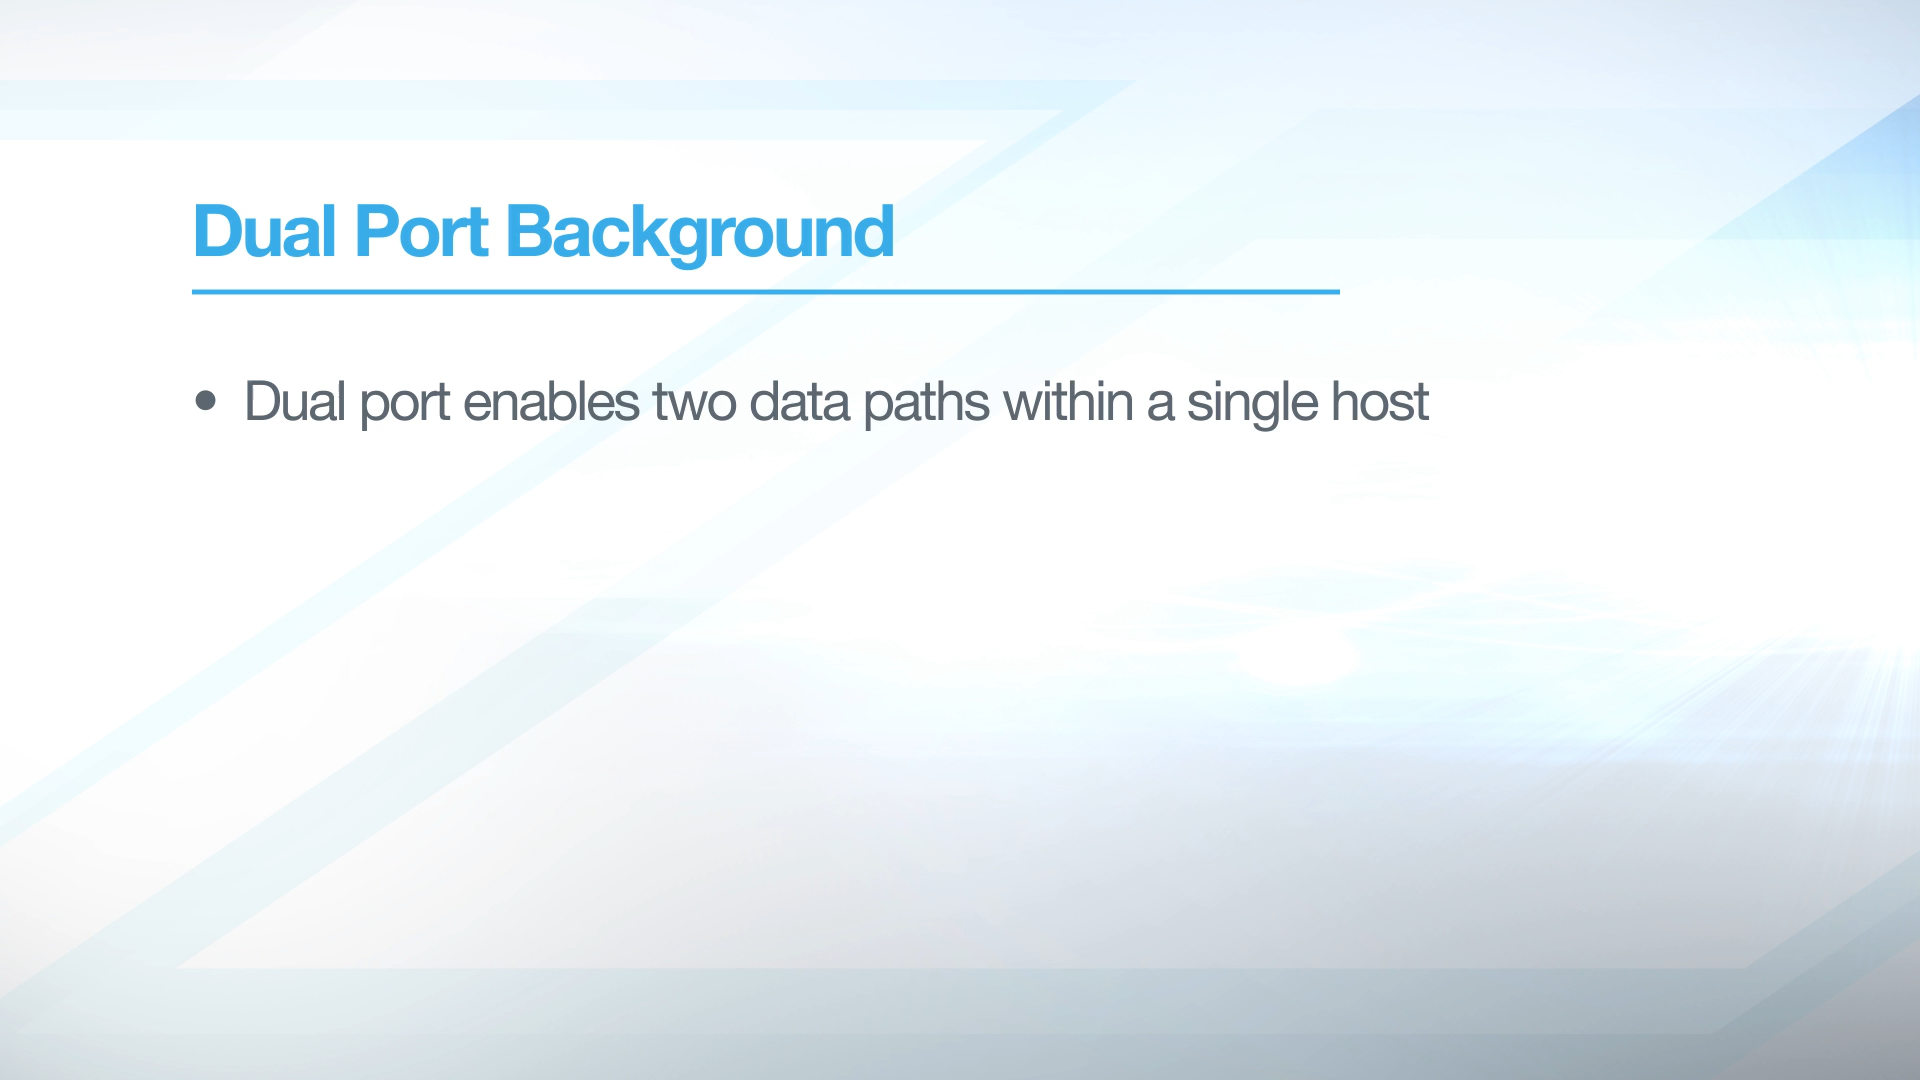 Dual Port Background
• Dual port enables two data paths within a single host